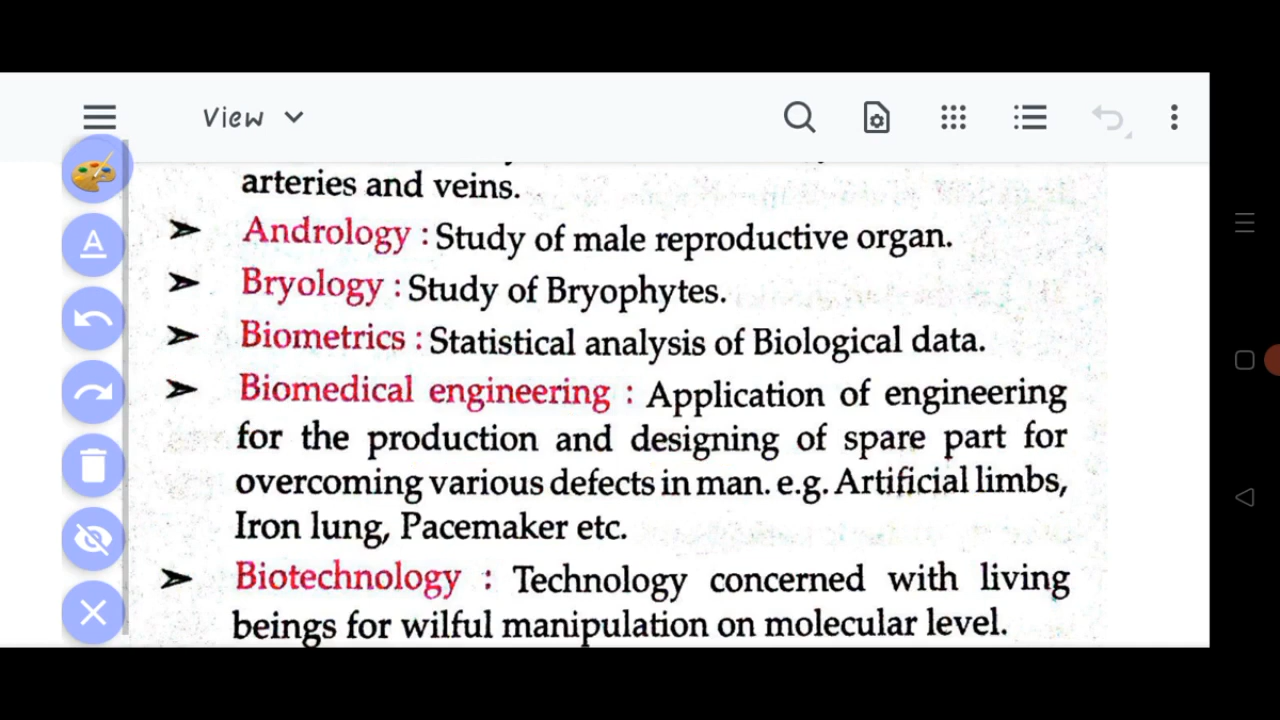 View
arteries and veins.
➤ Andrology : Study of male reproductive organ.
➤ Bryology : Study of Bryophytes.
➤ Biometrics : Statistical analysis of Biological data.
➤ Biomedical engineering : Application of engineering
for the production and designing of spare part for
overcoming various defects in man. e.g. Artificial limbs,
Iron lung, Pacemaker etc.
➤ Biotechnology : Technology concerned with living
beings for wilful manipulation on molecular level.